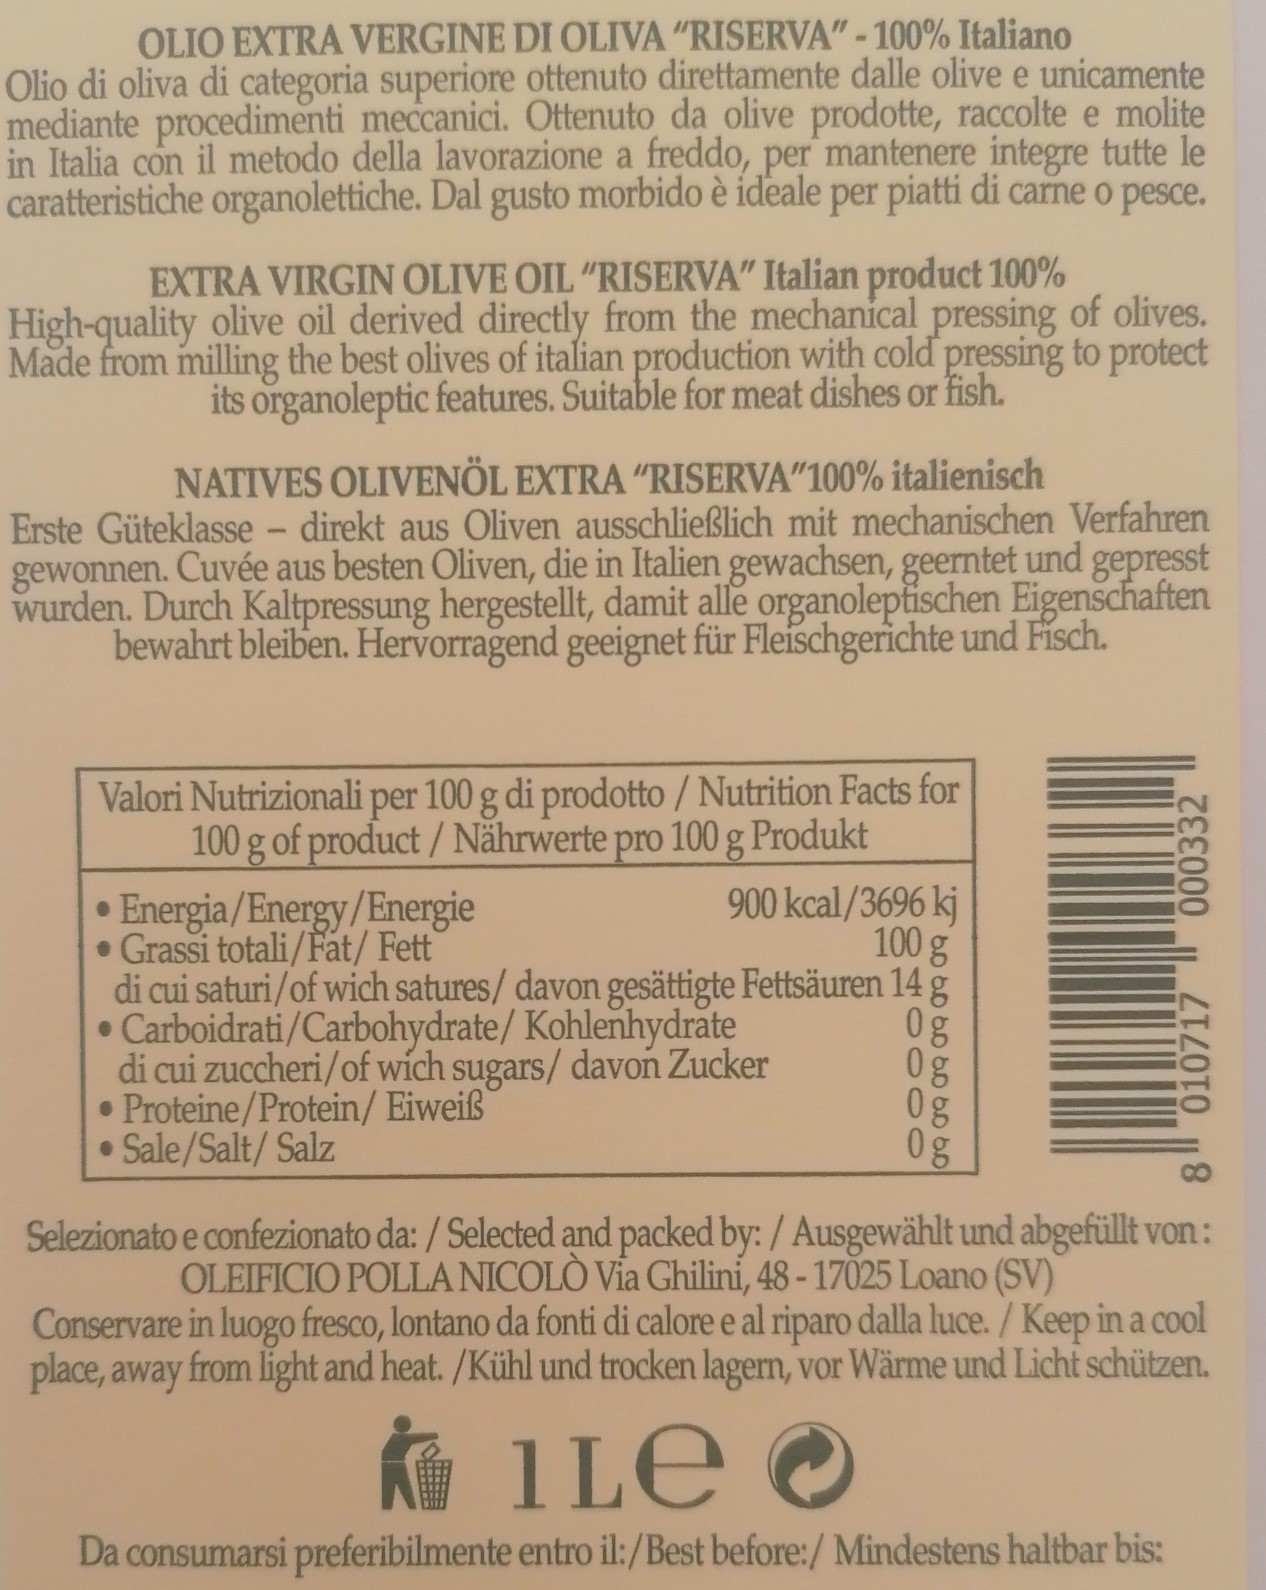 OLIO EXTRA VERGINE DI OLIVA “RISERVA” - 100% Italiano
Olio di oliva di categoria superiore ottenuto direttamente dalle olive e unicamente
mediante procedimenti meccanici. Ottenuto da olive prodotte, raccolte e molite
in Italia con il metodo della lavorazione a freddo, per mantenere integre tutte le
caratteristiche organolettiche. Dal gusto morbido è ideale per piatti di carne o pesce.
EXTRA VIRGIN OLIVE OIL “RISERVA” Italian product 100%
High-quality olive oil derived directly from the mechanical pressing of olives.
Made from milling the best olives of italian production with cold pressing to protect
its organoleptic features. Suitable for meat dishes or fish.
NATIVES OLIVENÖL EXTRA “RISERVA”100% italienisch
Erste Güteklasse – direkt aus Oliven ausschließlich mit mechanischen Verfahren
gewonnen. Cuvée aus besten Oliven, die in Italien gewachsen, geerntet und gepresst
wurden. Durch Kaltpressung hergestellt, damit alle organoleptischen Eigenschaften
bewahrt bleiben. Hervorragend geeignet für Fleischgerichte und Fisch.
Valori Nutrizionali per 100 g di prodotto / Nutrition Facts for
100 g of product / Nährwerte pro 100 g Produkt
• Energia/Energy/Energie 900 kcal/3696 kj
• Grassi totali/Fat/ Fett 100 g
di cui saturi/of wich satures/ davon gesättigte Fettsäuren 14 g
• Carboidrati/Carbohydrate/ Kohlenhydrate 0 g
di cui zuccheri/of wich sugars/ davon Zucker 0 g
• Proteine/Protein/ Eiweiß 0 g
• Sale/Salt/ Salz 0 g
8 010717 000332
Selezionato e confezionato da: / Selected and packed by: / Ausgewählt und abgefüllt von :
OLEIFICIO POLLA NICOLÒ Via Ghilini, 48 - 17025 Loano (SV)
Conservare in luogo fresco, lontano da fonti di calore e al riparo dalla luce. / Keep in a cool
place, away from light and heat. /Kühl und trocken lagern, vor Wärme und Licht schützen.
1 L e
Da consumarsi preferibilmente entro il:/Best before:/ Mindestens haltbar bis: